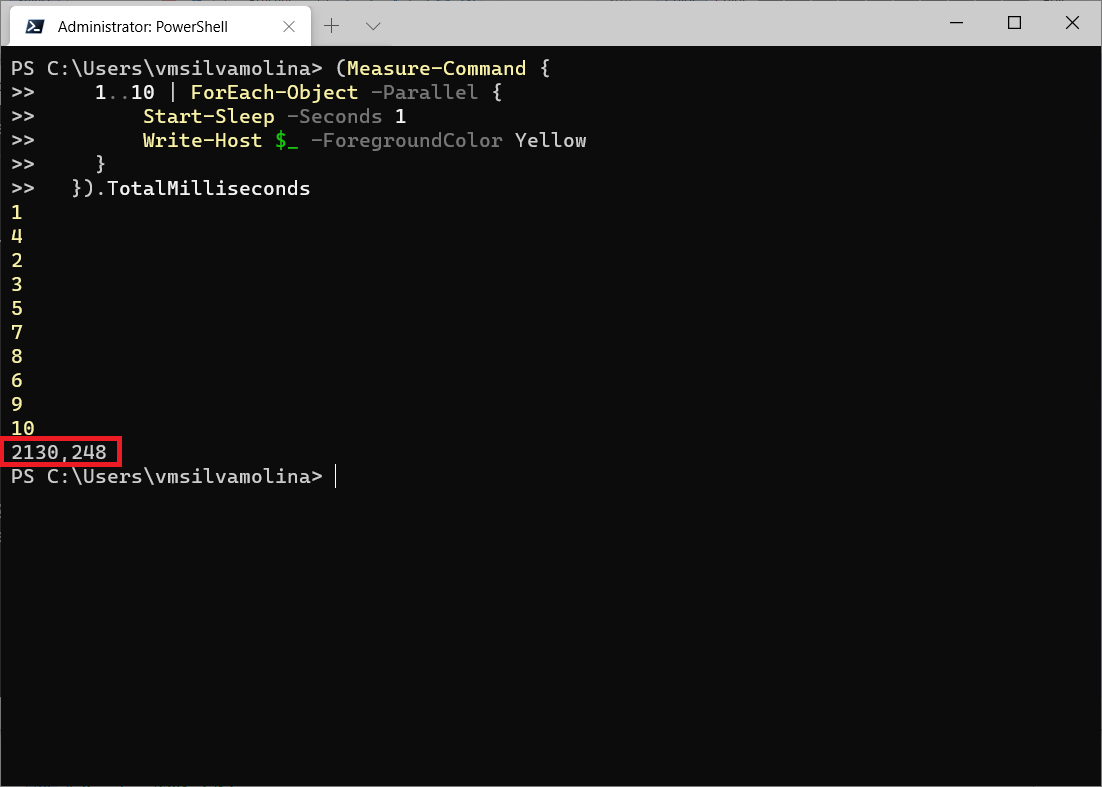 Administrator: PowerShell
PS C:\Users\vmsilvamolina> (Measure-Command {
>>     1..10 | ForEach-Object -Parallel {
>>         Start-Sleep -Seconds 1
>>         Write-Host $_ -ForegroundColor Yellow
>>     }
>>   }).TotalMilliseconds
1
4
2
3
5
7
8
6
9
10
2130,248
PS C:\Users\vmsilvamolina>